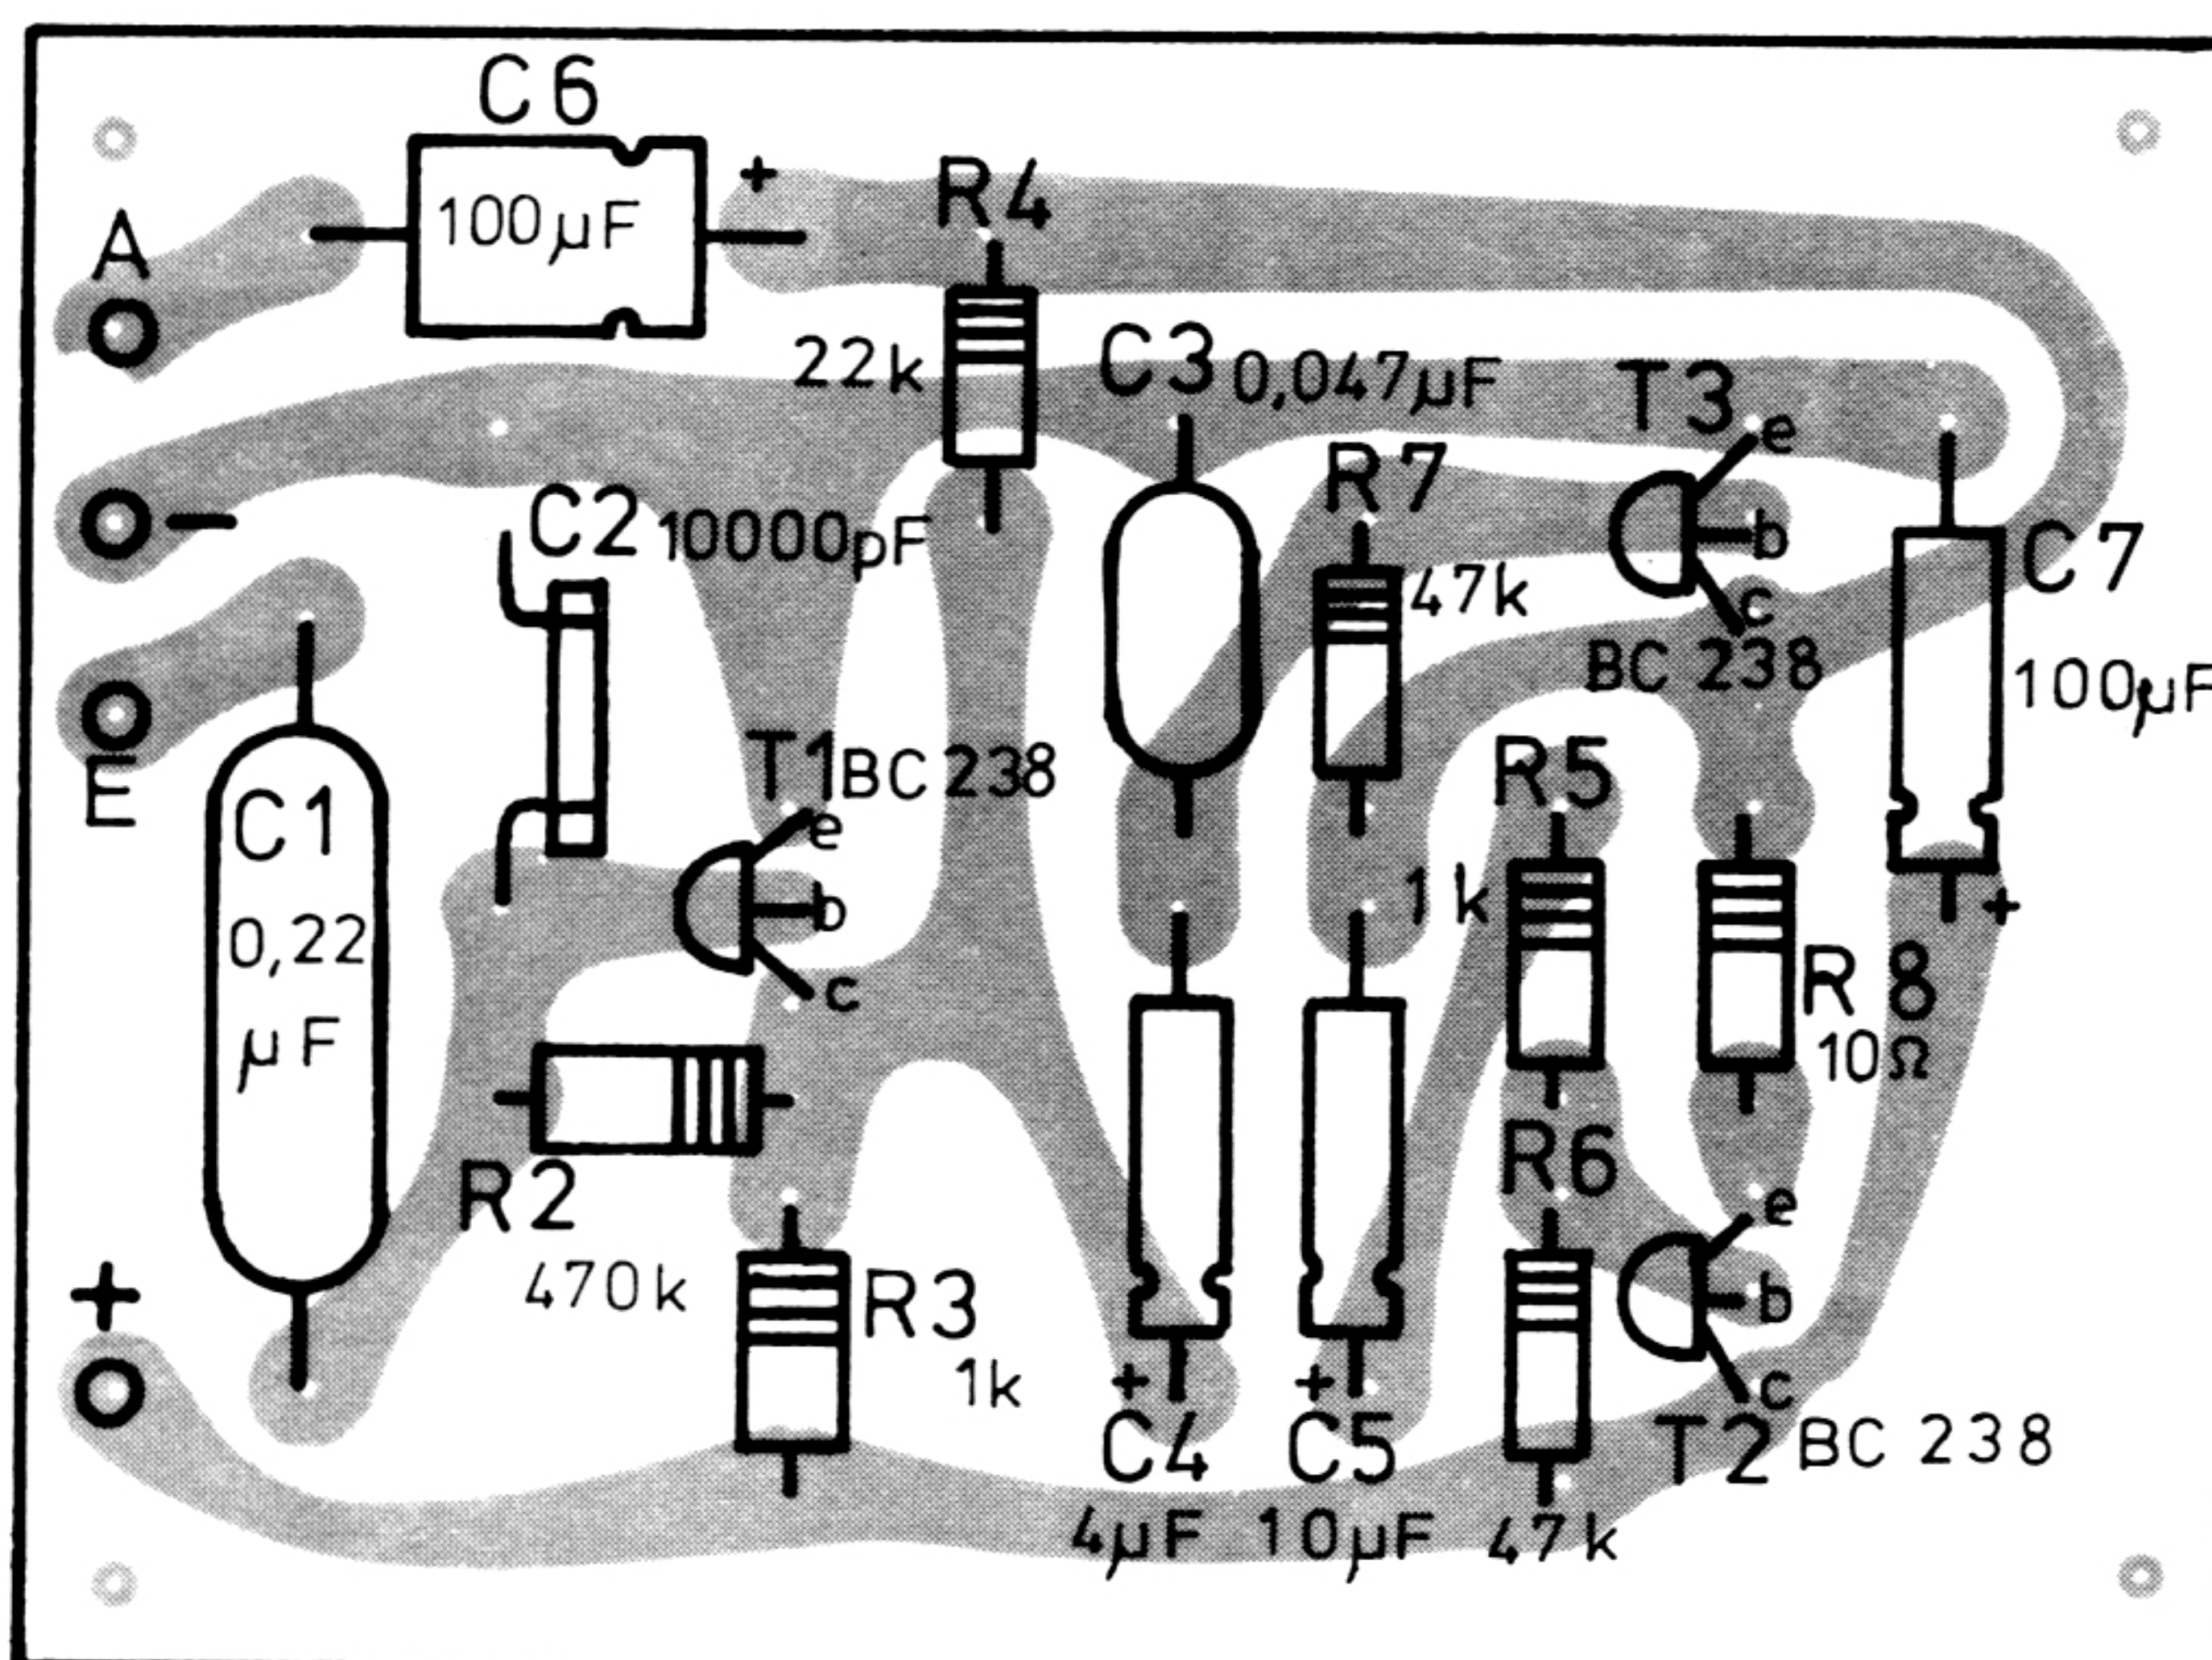 C6
100µF
+
R4
A
22k
C3 0,047µF
T3
e
R7
b
C2 10000pF
C7
47k
c
BC 238
100µF
E
T1 BC 238
R5
C1
e
0,22
µF
b
1k
+
c
R8
10Ω
R6
R2
470k
e
+
R3
b
1k
+
+
c
C4
C5
T2 BC 238
4µF
10µF
47k